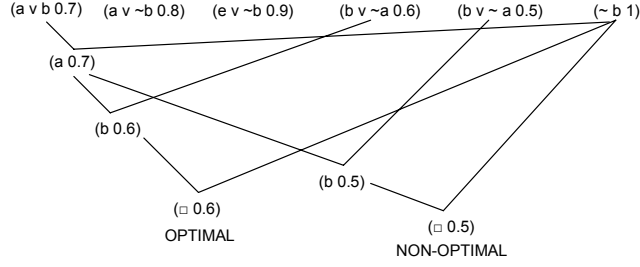 (a v b 0.7) (a v ~b 0.8) (e v ~b 0.9) (b v ~a 0.6) (b v ~ a 0.5) (~ b 1)
(a 0.7)
(b 0.6)
(b 0.5)
(□ 0.6)
(□ 0.5)
OPTIMAL
NON-OPTIMAL